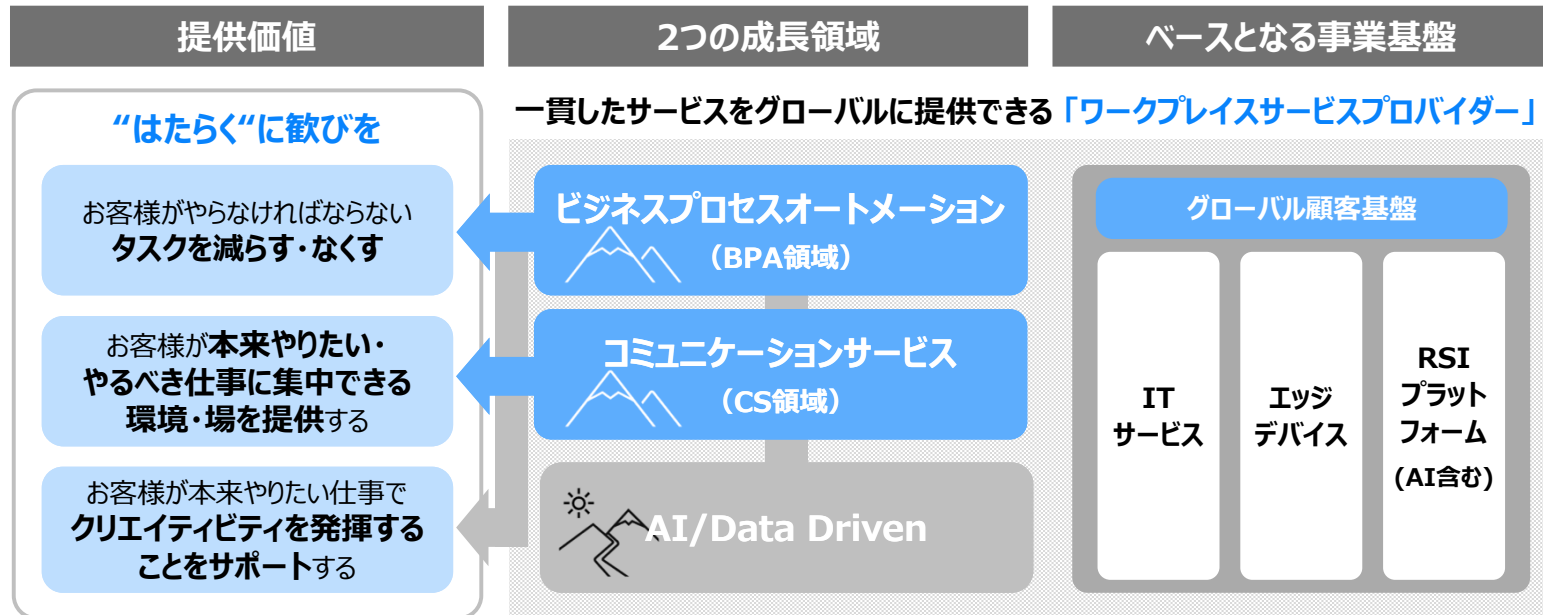 提供価値
2つの成長領域
ベースとなる事業基盤
“はたらく“に歓びを
お客様がやらなければならない
タスクを減らす・なくす
お客様が本来やりたい・
やるべき仕事に集中できる
環境・場を提供する
お客様が本来やりたい仕事で
クリエイティビティを発揮する
ことをサポートする
一貫したサービスをグローバルに提供できる「ワークプレイスサービスプロバイダー」
ビジネスプロセスオートメーション
（BPA領域）
コミュニケーションサービス
（CS領域）
AI/Data Driven
グローバル顧客基盤
IT
サービス
エッジ
デバイス
RSI
プラット
フォーム
(AI含む)